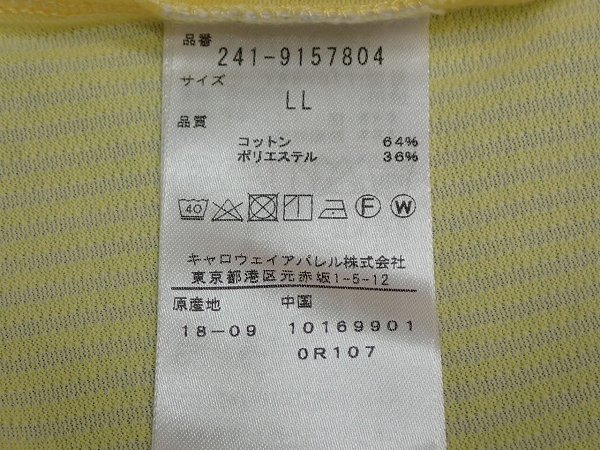 品番
241-9157804
サイズ
LL
品質
コットン 64%
ポリエステル 36%
40 F W
キャロウェイアパレル株式会社
東京都港区元赤坂1-5-12
原産地 中国
18-09 10169901
0R107